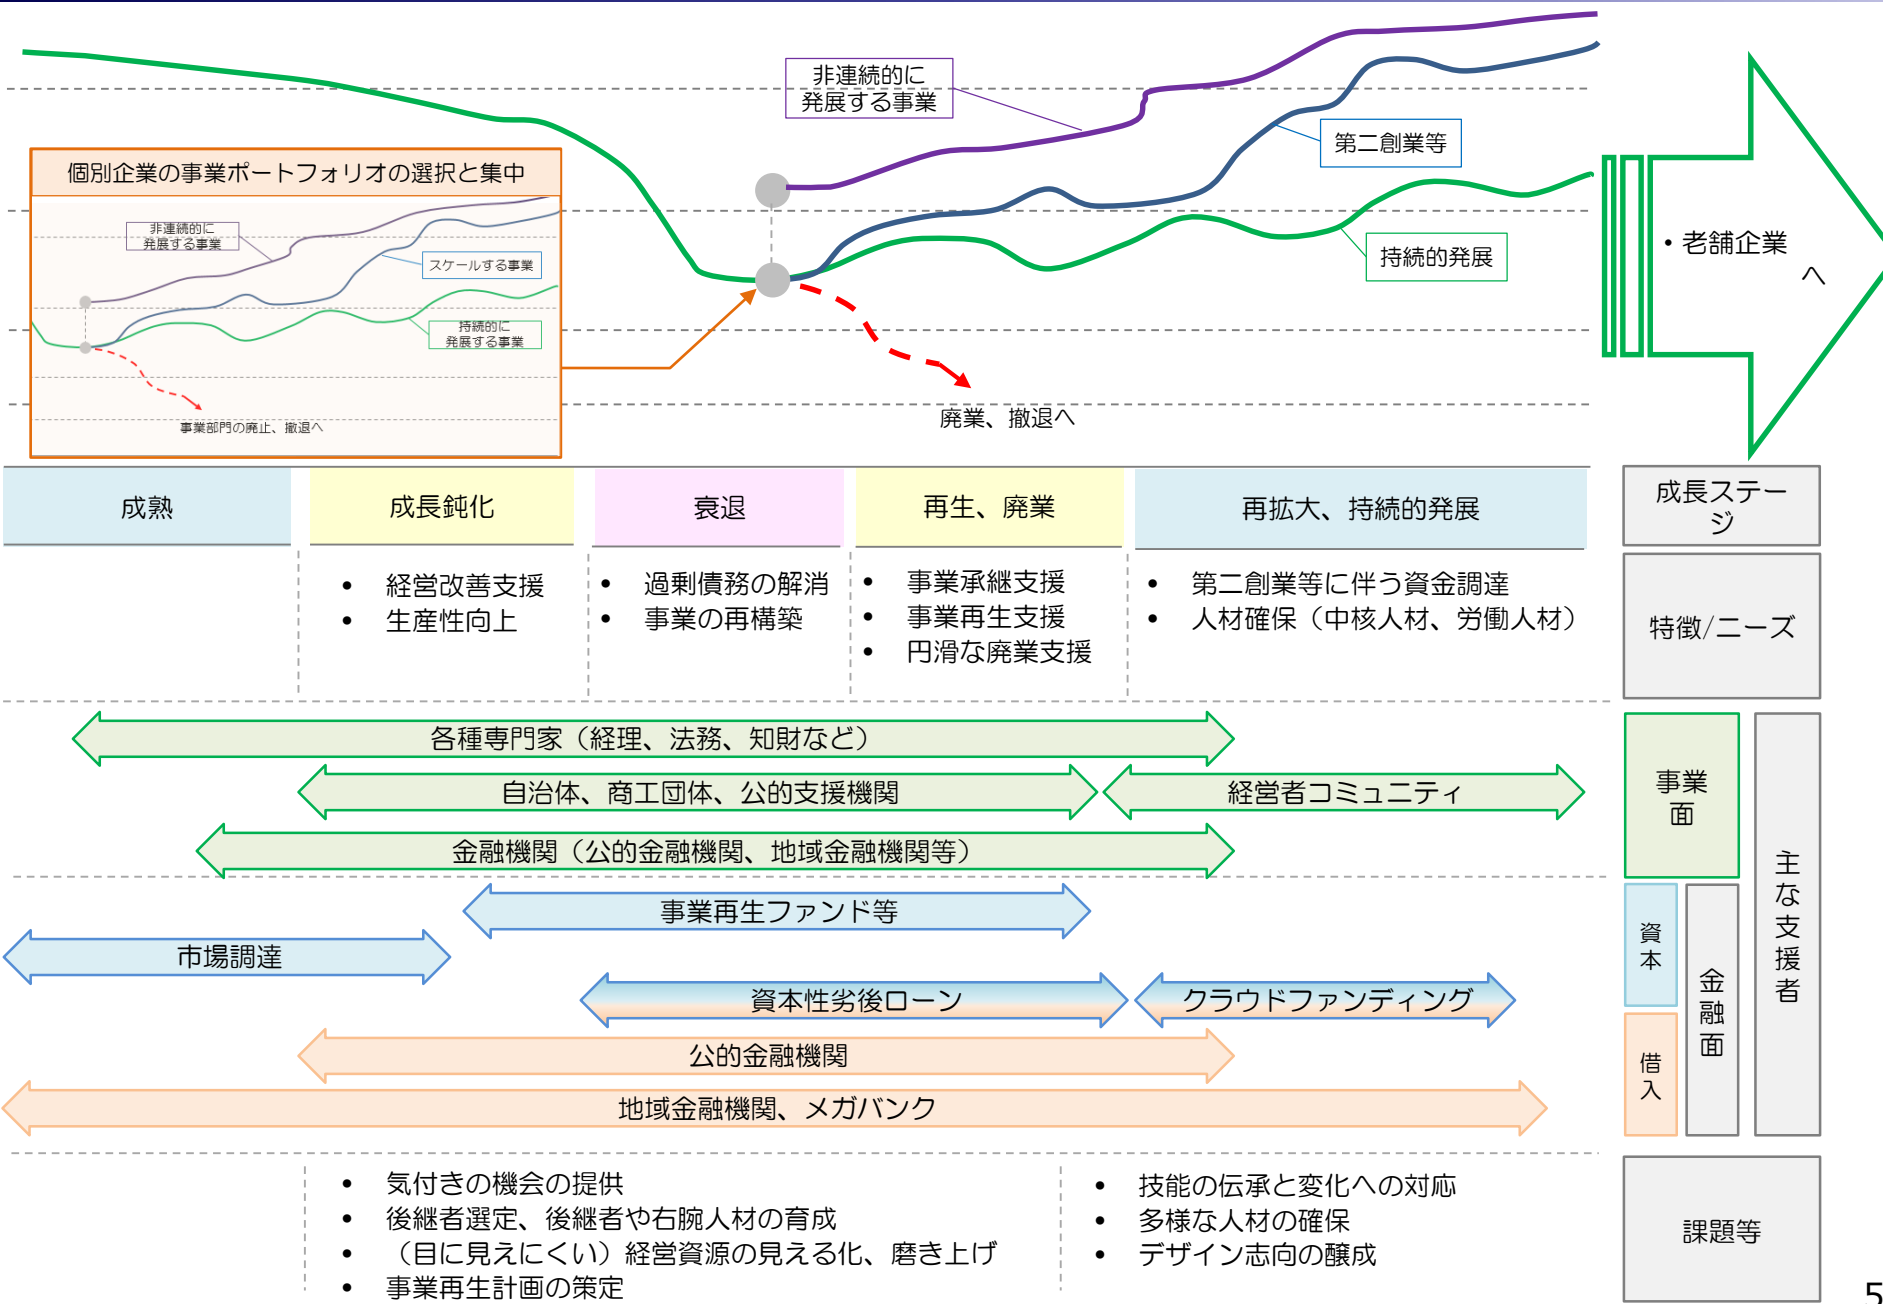 非連続的に
発展する事業
第二創業等
持続的発展
・老舗企業
へ
個別企業の事業ポートフォリオの選択と集中
非連続的に
発展する事業
スケールする事業
持続的に
発展する事業
事業部門の廃止、撤退へ
廃業、撤退へ
成熟
成長鈍化
衰退
再生、廃業
再拡大、持続的発展
成長ステー
ジ
• 経営改善支援
• 生産性向上
• 過剰債務の解消
• 事業の再構築
• 事業承継支援
• 事業再生支援
• 円滑な廃業支援
• 第二創業等に伴う資金調達
• 人材確保（中核人材、労働人材）
特徴/ニーズ
各種専門家（経理、法務、知財など）
自治体、商工団体、公的支援機関
経営者コミュニティ
金融機関（公的金融機関、地域金融機関等）
事業
面
主な支援者
事業再生ファンド等
市場調達
資本性劣後ローン
クラウドファンディング
資本
金融面
公的金融機関
地域金融機関、メガバンク
借入
• 気付きの機会の提供
• 後継者選定、後継者や右腕人材の育成
• （目に見えにくい）経営資源の見える化、磨き上げ
• 事業再生計画の策定
• 技能の伝承と変化への対応
• 多様な人材の確保
• デザイン志向の醸成
課題等
5